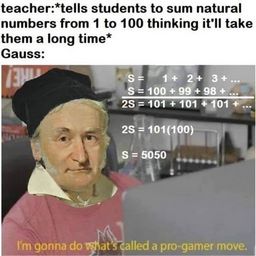 teacher:*tells students to sum natural
numbers from 1 to 100 thinking it'll take
them a long time*
Gauss:
S = 1 + 2 + 3 + ...
S = 100 + 99 + 98 + ...
2S = 101 + 101 + 101 + ...
2S = 101(100)
S = 5050
I'm gonna do what's called a pro-gamer move.